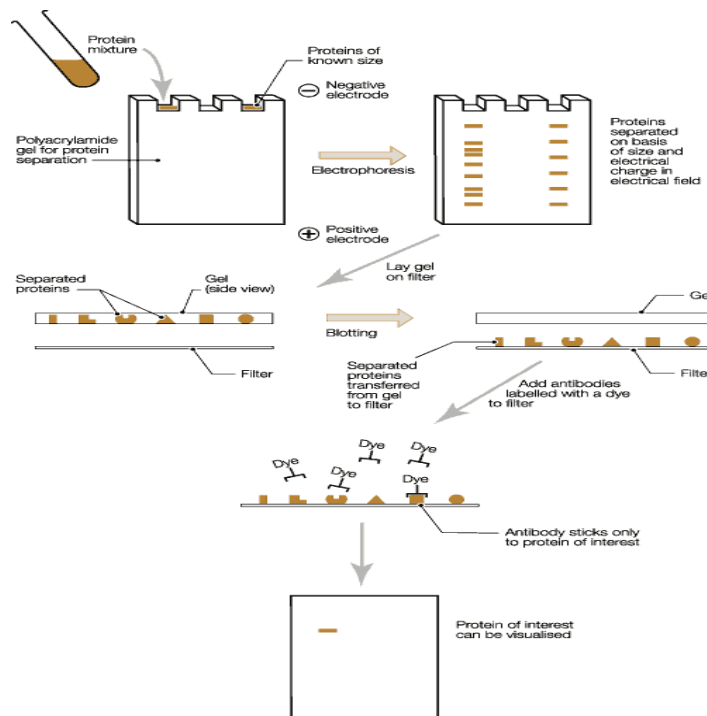 Protein
mixture
Proteins of
known size
− Negative
electrode
Polyacrylamide
gel for protein
separation
Electrophoresis
Proteins
separated
on basis
of size and
electrical
charge in
electrical field
+ Positive
electrode
Lay gel
on filter
Separated
proteins
Gel
(side view)
Filter
Blotting
Gel
Separated
proteins
transferred
from gel
to filter
Filter
Add antibodies
labelled with a dye
to filter
Dye
Dye
Dye
Dye
Dye
Antibody sticks only
to protein of interest
Protein of interest
can be visualised